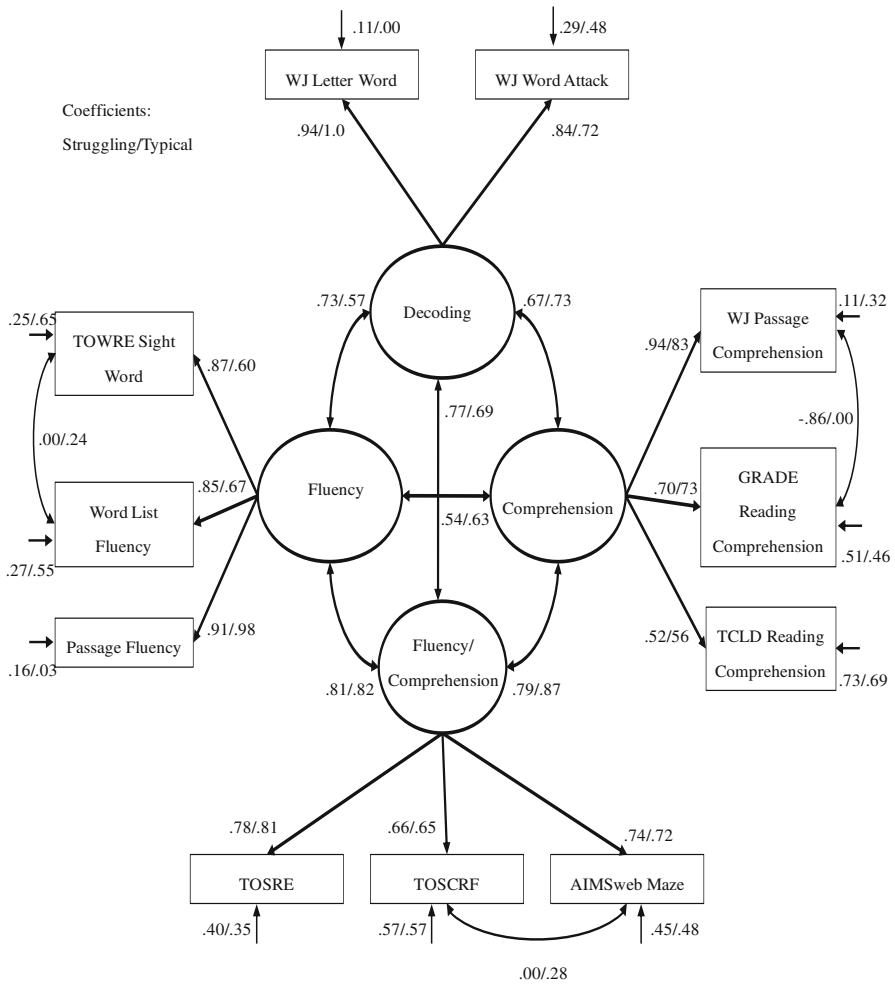 .11/.00
.29/.48
WJ Letter Word
WJ Word Attack
Coefficients:
Struggling/Typical
.94/1.0
.84/.72
.73/.57
Decoding
.67/.73
.25/.65
TOWRE Sight
Word
.87/.60
.00/.24
.85/.67
Word List
Fluency
.27/.55
.91/.98
Passage Fluency
.16/.03
.77/.69
Fluency
Comprehension
.54/.63
.11/.32
WJ Passage
Comprehension
.94/83
-.86/.00
.70/73
GRADE
Reading
Comprehension
.51/.46
.52/56
TCLD Reading
Comprehension
.73/.69
Fluency/
Comprehension
.81/.82
.79/.87
.78/.81
.66/.65
.74/.72
TOSRE
TOSCRF
AIMSweb Maze
.40/.35
.57/.57
.45/.48
.00/.28